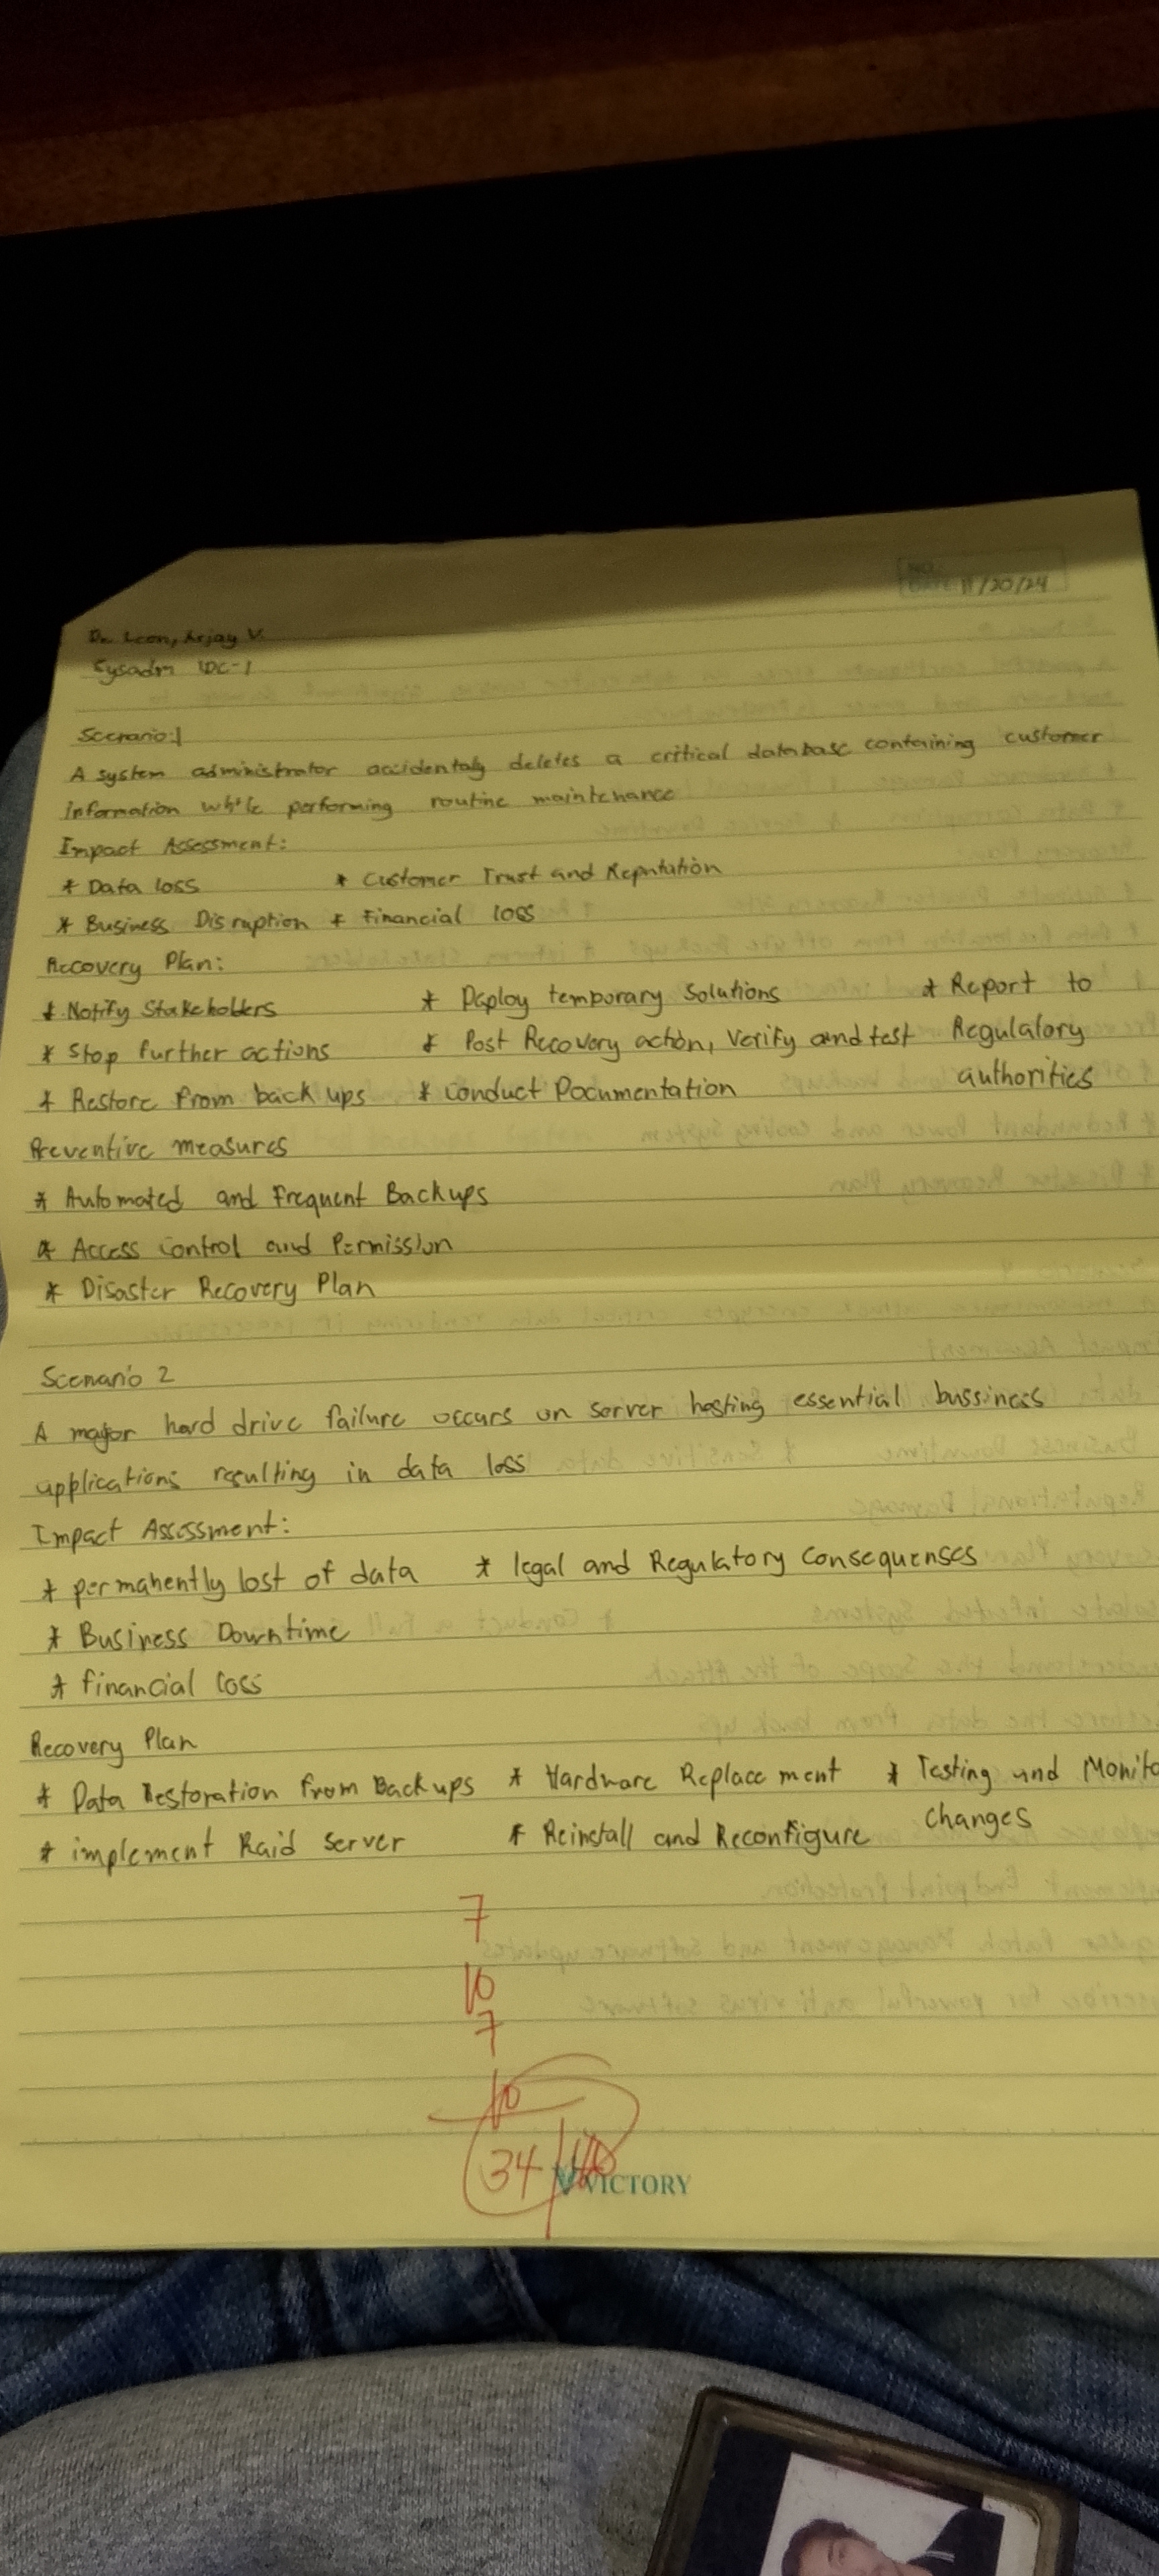 NO.
DATE 11/20/24
De Leon, Arjay V.
Sysadm IDC-1
Scenario:1
A system administrator accidentaly deletes a critical database containing customer
information while performing routine maintenance
Impact Assessment:
* Data loss * Customer Trust and Reputation
* Business Disruption * Financial loss
Recovery Plan:
* Notify Stakeholders * Deploy temporary Solutions * Report to
* Stop further actions * Post Recovery action, Verify and test Regulatory
* Restore from back ups * Conduct Documentation authorities
Preventive measures
* Automated and Frequent Backups
* Access Control and Permission
* Disaster Recovery Plan
Scenario 2
A major hard drive failure occurs on server hosting essential bussiness
applications resulting in data loss
Impact Assessment:
* permanently lost of data * legal and Regulatory Consequenses
* Business Downtime
* financial loss
Recovery Plan
* Data Restoration from Backups * Hardware Replacement * Testing and Monito
* implement Raid server * Reinstall and Reconfigure changes
7
10
7
10
34/40
VICTORY